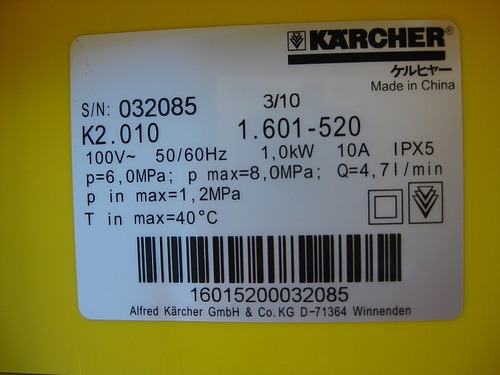 KÄRCHER®
ケルヒャー
Made in China
S/N: 032085 3/10
K2.010 1.601-520
100V~ 50/60Hz 1,0kW 10A IPX5
p=6,0MPa; p max=8,0MPa; Q=4,7l/min
p in max=1,2MPa
T in max=40°C
16015200032085
Alfred Kärcher GmbH & Co. KG D-71364 Winnenden